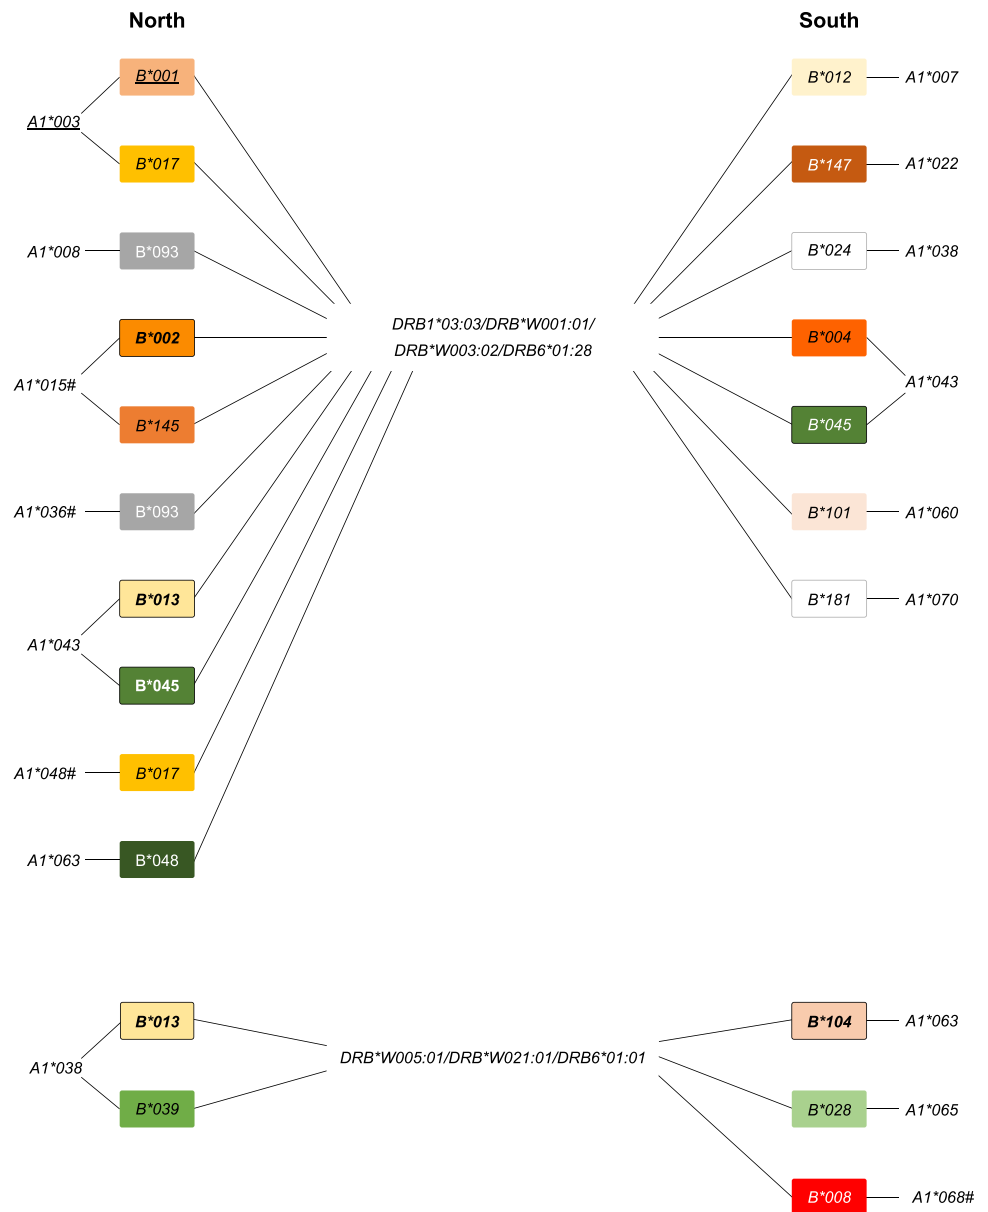 North
South
B*001
B*012
A1*007
A1*003
B*017
B*147
A1*022
A1*008
B*093
B*024
A1*038
DRB1*03:03/DRB*W001:01/
B*002
B*004
DRB*W003:02/DRB6*01:28
A1*015#
A1*043
B*145
B*045
A1*036#
B*093
B*101
A1*060
B*013
B*181
A1*070
A1*043
B*045
A1*048#
B*017
A1*063
B*048
B*013
B*104
A1*063
A1*038
DRB*W005:01/DRB*W021:01/DRB6*01:01
B*039
B*028
A1*065
B*008
A1*068#